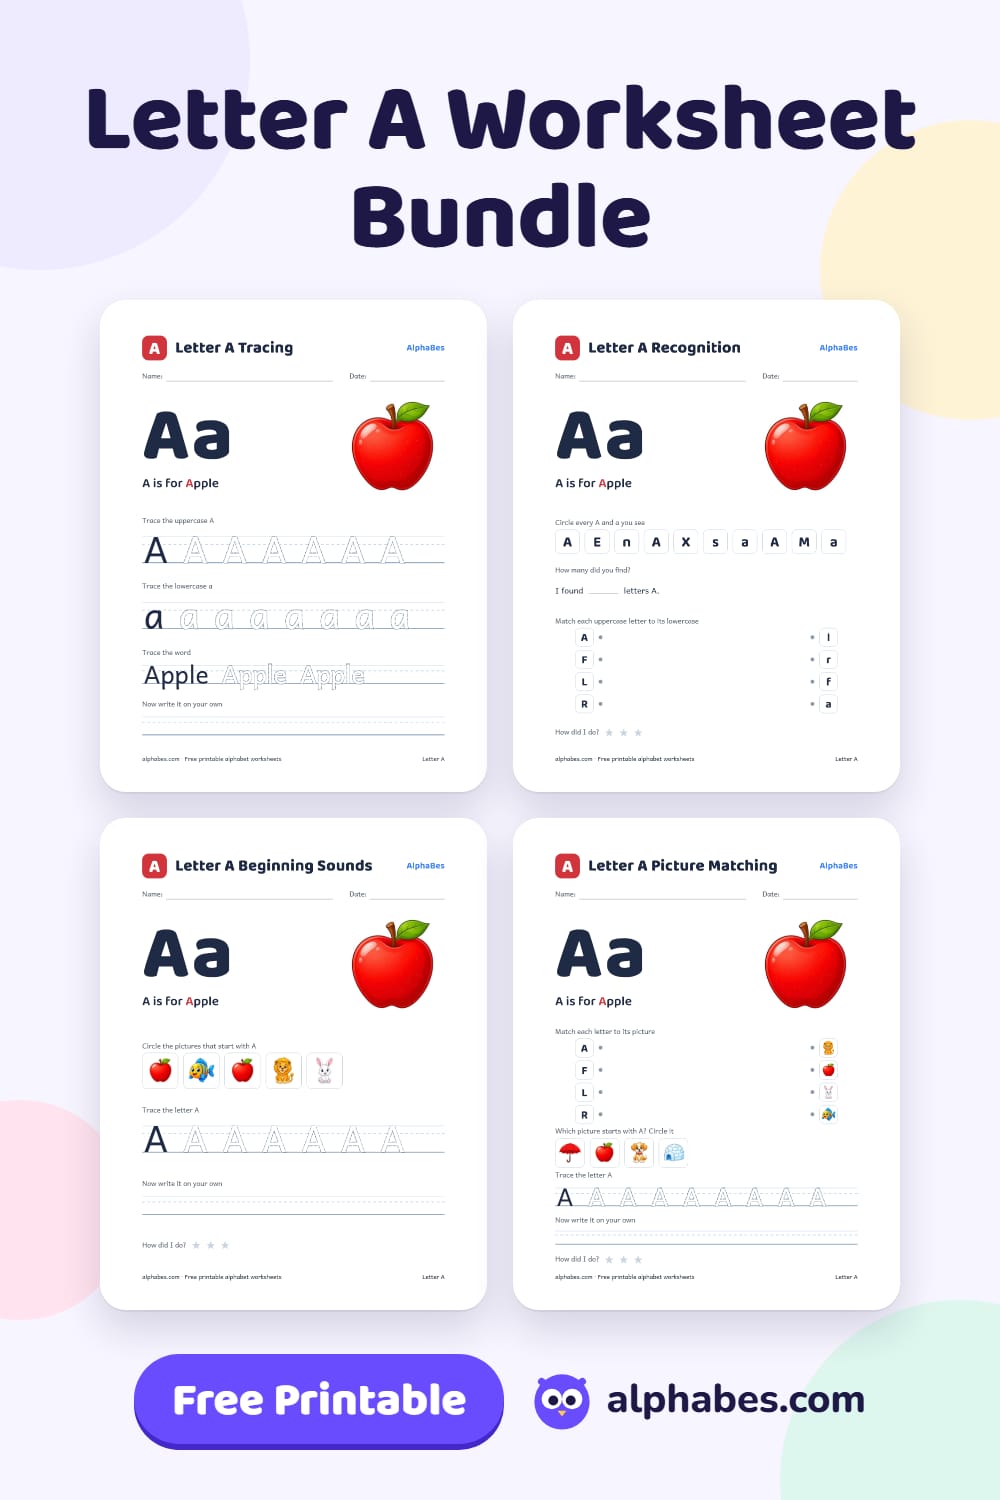 Letter A Worksheet
Bundle
A Letter A Tracing AlphaBes
Name: Date:
Aa
A is for Apple
Trace the uppercase A
A A A A A A A
Trace the lowercase a
a a a a a a a a
Trace the word
Apple Apple Apple
Now write it on your own
alphabes.com Free printable alphabet worksheets Letter A
A Letter A Recognition AlphaBes
Name: Date:
Aa
A is for Apple
Circle every A and a you see
A E n A X s a A M a
How many did you find?
I found letters A.
Match each uppercase letter to its lowercase
A l
F r
L f
R a
How did I do?
alphabes.com Free printable alphabet worksheets Letter A
A Letter A Beginning Sounds AlphaBes
Name: Date:
Aa
A is for Apple
Circle the pictures that start with A
Trace the letter A
A A A A A A A
Now write it on your own
How did I do?
alphabes.com Free printable alphabet worksheets Letter A
A Letter A Picture Matching AlphaBes
Name: Date:
Aa
A is for Apple
Match each letter to its picture
A
F
L
R
Which picture starts with A? Circle it
Trace the letter A
A A A A A A A A A
Now write it on your own
How did I do?
alphabes.com Free printable alphabet worksheets Letter A
Free Printable alphabes.com